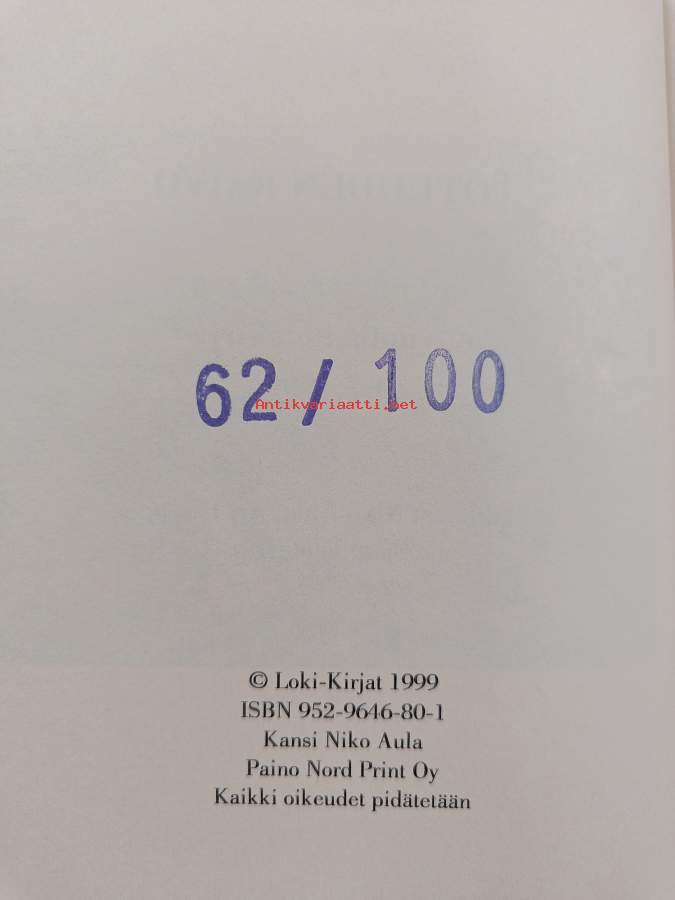 62 / 100
Antikvariaatti.net
© Loki-Kirjat 1999
ISBN 952-9646-80-1
Kansi Niko Aula
Paino Nord Print Oy
Kaikki oikeudet pidätetään